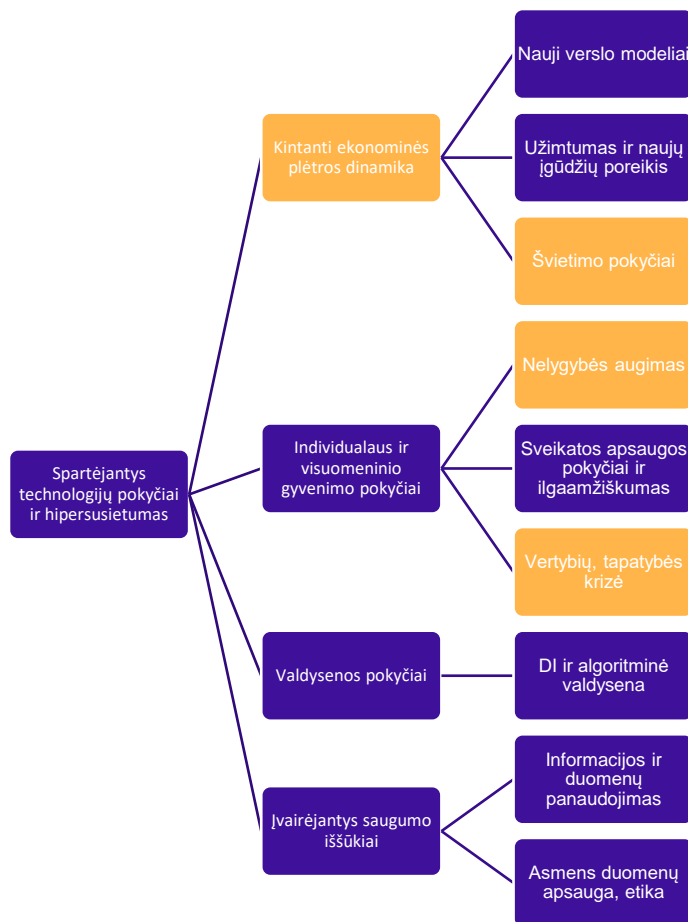 Nauji verslo modeliai
Kintanti ekonominės
plėtros dinamika
Užimtumas ir naujų
įgūdžių poreikis
Švietimo pokyčiai
Nelygybės augimas
Spartėjantys
technologijų pokyčiai
ir hipersusietumas
Individualaus ir
visuomeninio
gyvenimo pokyčiai
Sveikatos apsaugos
pokyčiai ir
ilgaamžiškumas
Vertybių, tapatybės
krizė
Valdysenos pokyčiai
DI ir algoritminė
valdysena
Informacijos ir
duomenų
panaudojimas
Įvairėjantys saugumo
iššūkiai
Asmens duomenų
apsauga, etika